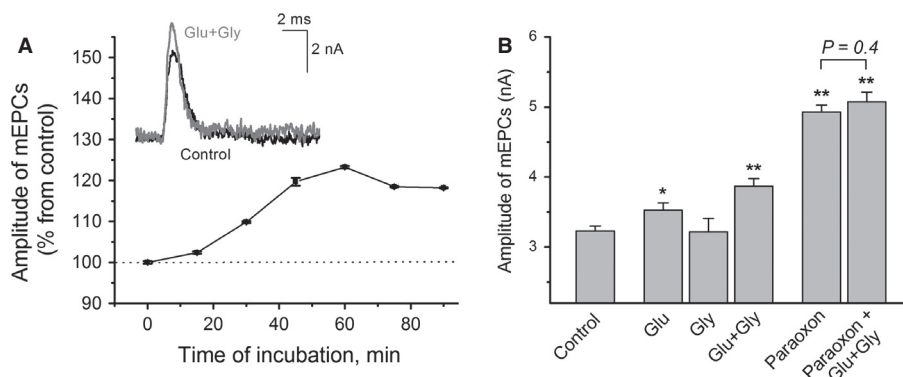 A
Glu+Gly
2 ms
2 nA
Control
150
140
130
120
110
100
90
Amplitude of mEPCs
(% from control)
0
20
40
60
80
Time of incubation, min
B
P = 0.4
**
**
**
*
6
5
4
3
Amplitude of mEPCs (nA)
Control
Glu
Gly
Glu+Gly
Paraoxon
Paraoxon +
Glu+Gly